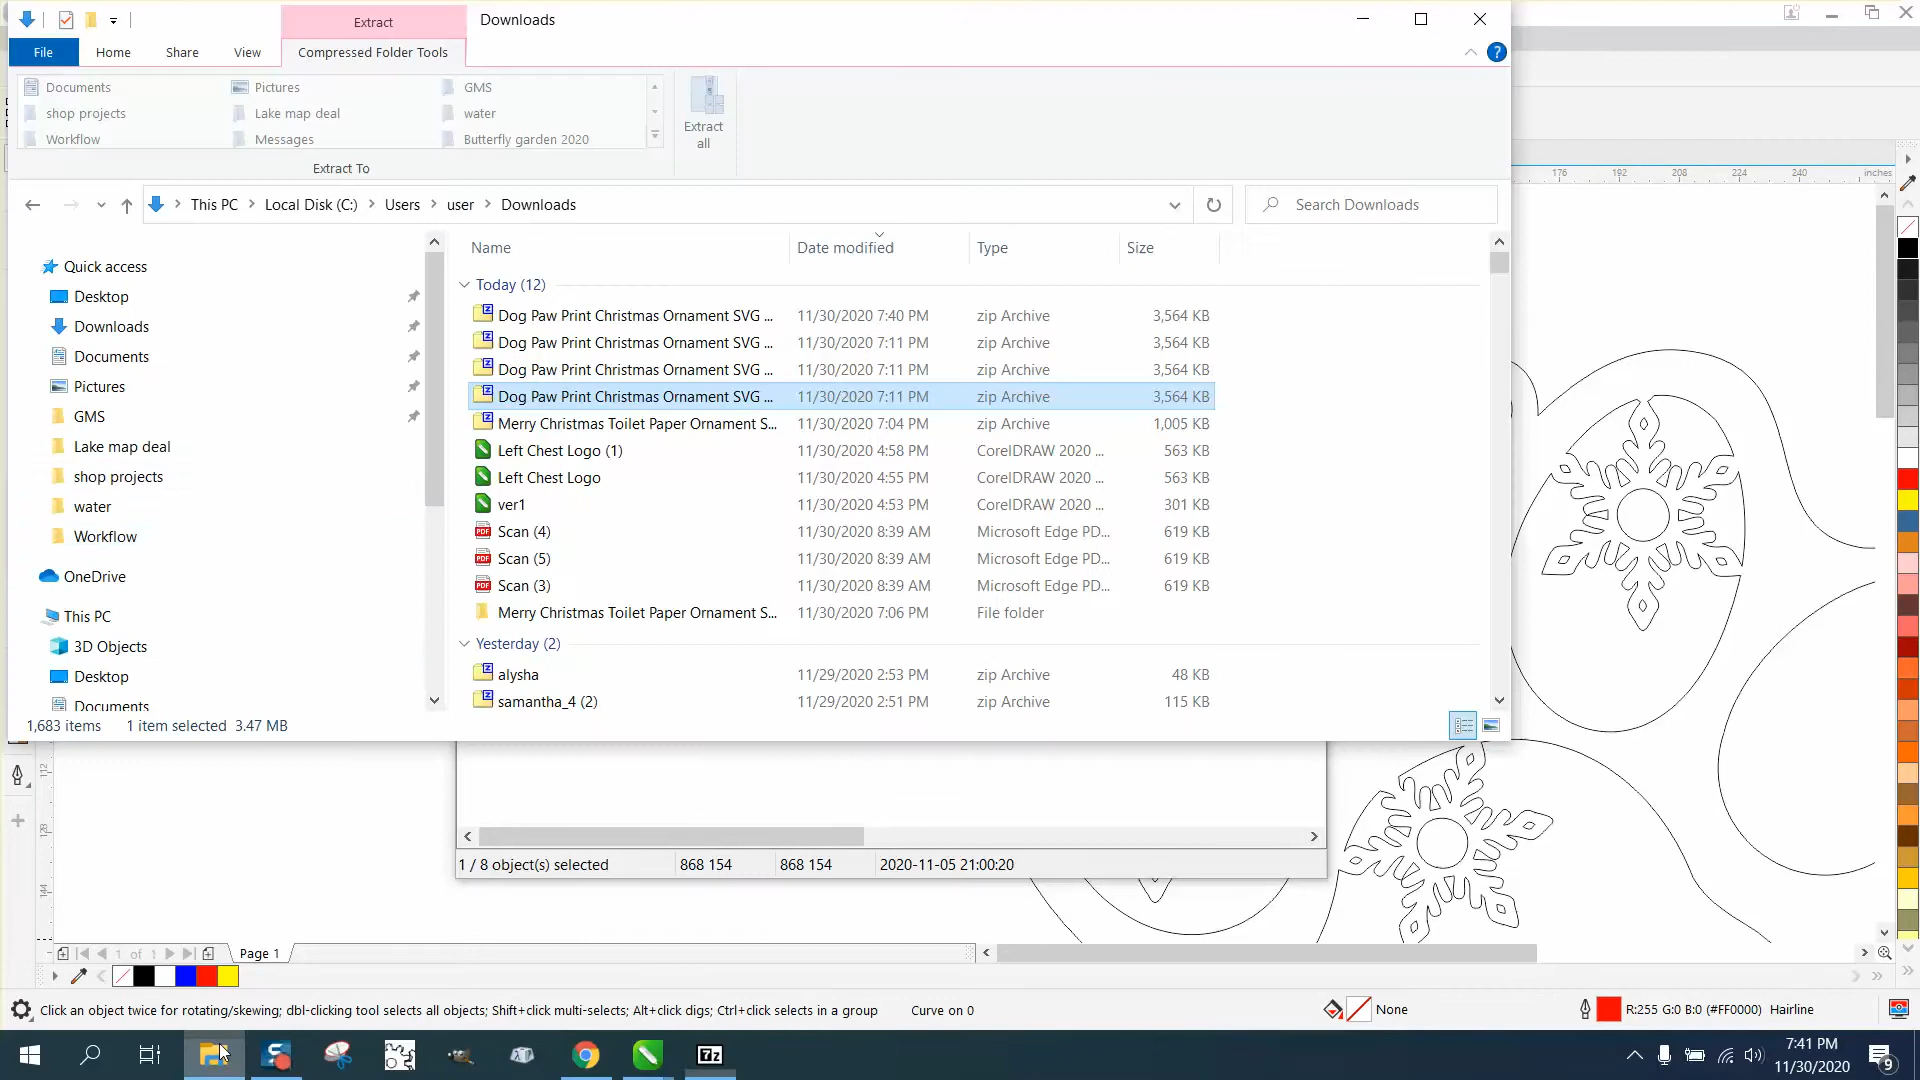 Extract
Downloads
File
Home
Share
View
Compressed Folder Tools
?
Documents
Pictures
GMS
shop projects
Lake map deal
water
Workflow
Messages
Butterfly garden 2020
Extract all
Extract To
This PC
Local Disk (C:)
Users
user
Downloads
Search Downloads
176
192
208
224
240
inches
Name
Date modified
Type
Size
Quick access
Desktop
Downloads
Documents
Pictures
GMS
Lake map deal
shop projects
water
Workflow
OneDrive
This PC
3D Objects
Desktop
Documents
Today (12)
Dog Paw Print Christmas Ornament SVG ... 11/30/2020 7:40 PM zip Archive 3,564 KB
Dog Paw Print Christmas Ornament SVG ... 11/30/2020 7:11 PM zip Archive 3,564 KB
Dog Paw Print Christmas Ornament SVG ... 11/30/2020 7:11 PM zip Archive 3,564 KB
Dog Paw Print Christmas Ornament SVG ... 11/30/2020 7:11 PM zip Archive 3,564 KB
Merry Christmas Toilet Paper Ornament S... 11/30/2020 7:04 PM zip Archive 1,005 KB
Left Chest Logo (1) 11/30/2020 4:58 PM CorelDRAW 2020 ... 563 KB
Left Chest Logo 11/30/2020 4:55 PM CorelDRAW 2020 ... 563 KB
ver1 11/30/2020 4:53 PM CorelDRAW 2020 ... 301 KB
Scan (4) 11/30/2020 8:39 AM Microsoft Edge PD... 619 KB
Scan (5) 11/30/2020 8:39 AM Microsoft Edge PD... 619 KB
Scan (3) 11/30/2020 8:39 AM Microsoft Edge PD... 619 KB
Merry Christmas Toilet Paper Ornament S... 11/30/2020 7:06 PM File folder
Yesterday (2)
alysha 11/29/2020 2:53 PM zip Archive 48 KB
samantha_4 (2) 11/29/2020 2:51 PM zip Archive 115 KB
1,683 items 1 item selected 3.47 MB
112
128
144
1 / 8 object(s) selected 868 154 868 154 2020-11-05 21:00:20
1 of 1
Page 1
Click an object twice for rotating/skewing; dbl-clicking tool selects all objects; Shift+click multi-selects; Alt+click digs; Ctrl+click selects in a group
Curve on 0
None
R:255 G:0 B:0 (#FF0000) Hairline
7z
7:41 PM
11/30/2020
9